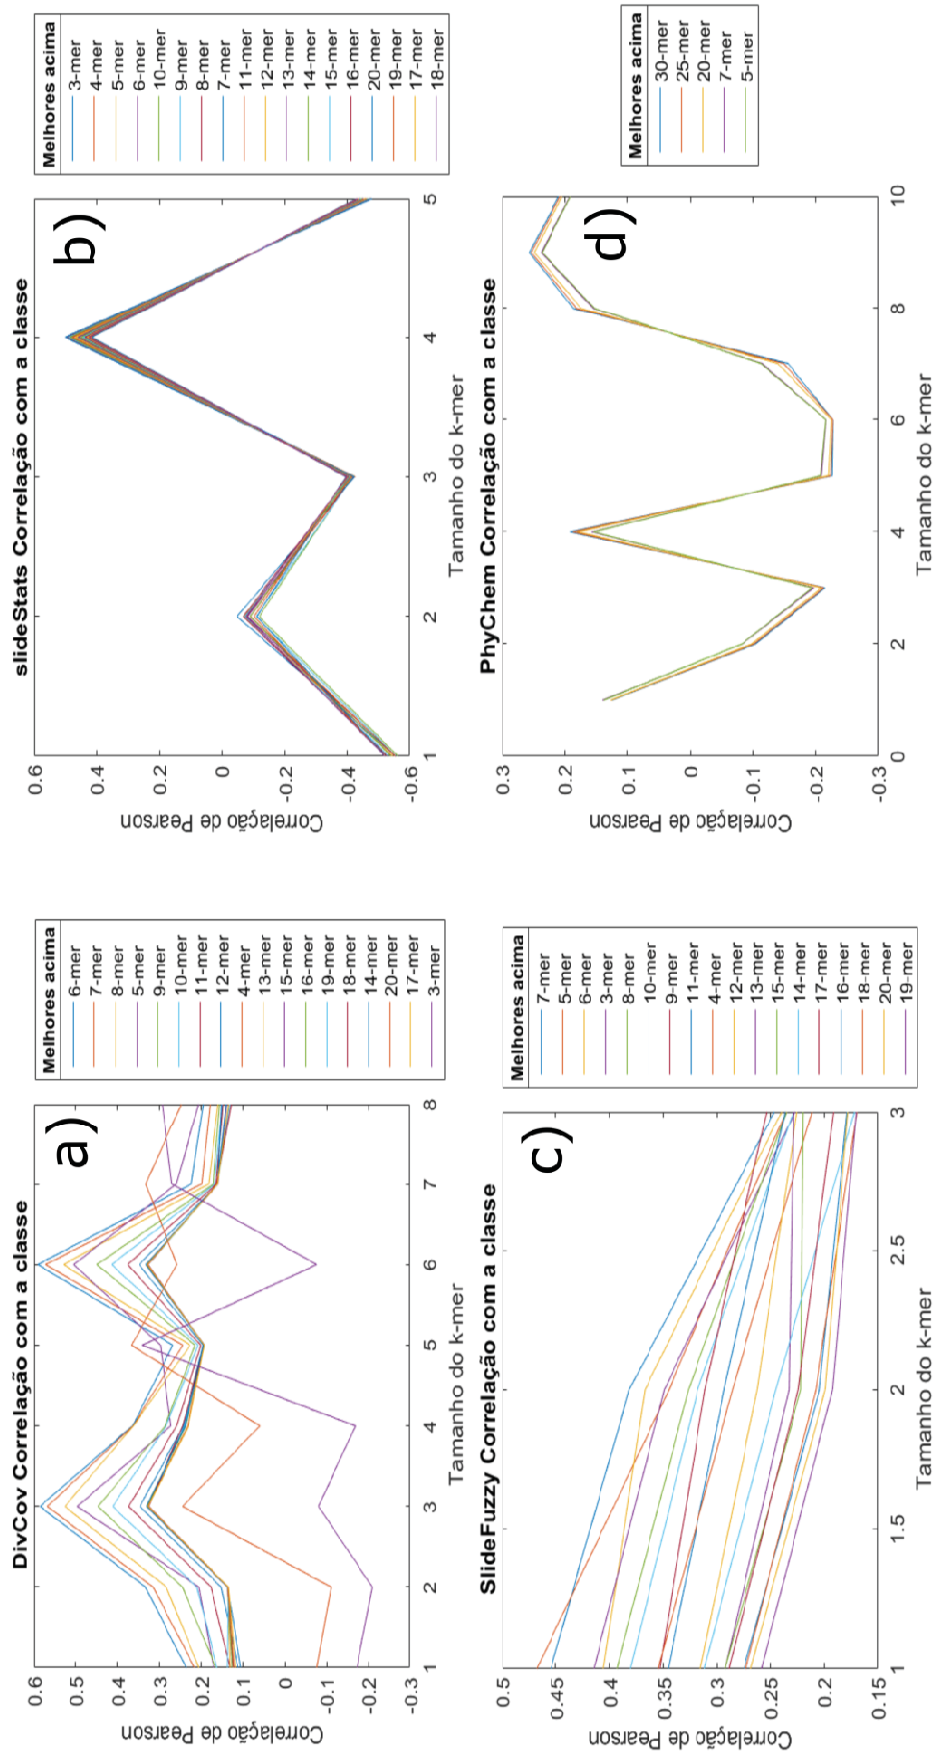 DivCov Correlação com a classe
a)
Correlação de Pearson
0.6
0.5
0.4
0.3
0.2
0.1
0
-0.1
-0.2
-0.3
1
2
3
4
5
6
7
8
Tamanho do k-mer
Melhores acima
6-mer
7-mer
8-mer
5-mer
9-mer
10-mer
11-mer
12-mer
4-mer
13-mer
15-mer
16-mer
19-mer
18-mer
14-mer
20-mer
17-mer
3-mer
slideStats Correlação com a classe
b)
Correlação de Pearson
0.6
0.4
0.2
0
-0.2
-0.4
-0.6
1
2
3
4
5
Tamanho do k-mer
Melhores acima
3-mer
4-mer
5-mer
6-mer
10-mer
9-mer
8-mer
7-mer
11-mer
12-mer
13-mer
14-mer
15-mer
16-mer
20-mer
19-mer
17-mer
18-mer
SlideFuzzy Correlação com a classe
c)
Correlação de Pearson
0.5
0.45
0.4
0.35
0.3
0.25
0.2
0.15
1
1.5
2
2.5
3
Tamanho do k-mer
Melhores acima
7-mer
5-mer
6-mer
3-mer
8-mer
10-mer
9-mer
11-mer
4-mer
12-mer
13-mer
15-mer
14-mer
17-mer
16-mer
18-mer
20-mer
19-mer
PhyChem Correlação com a classe
d)
Correlação de Pearson
0.3
0.2
0.1
0
-0.1
-0.2
-0.3
0
2
4
6
8
10
Tamanho do k-mer
Melhores acima
30-mer
25-mer
20-mer
7-mer
5-mer